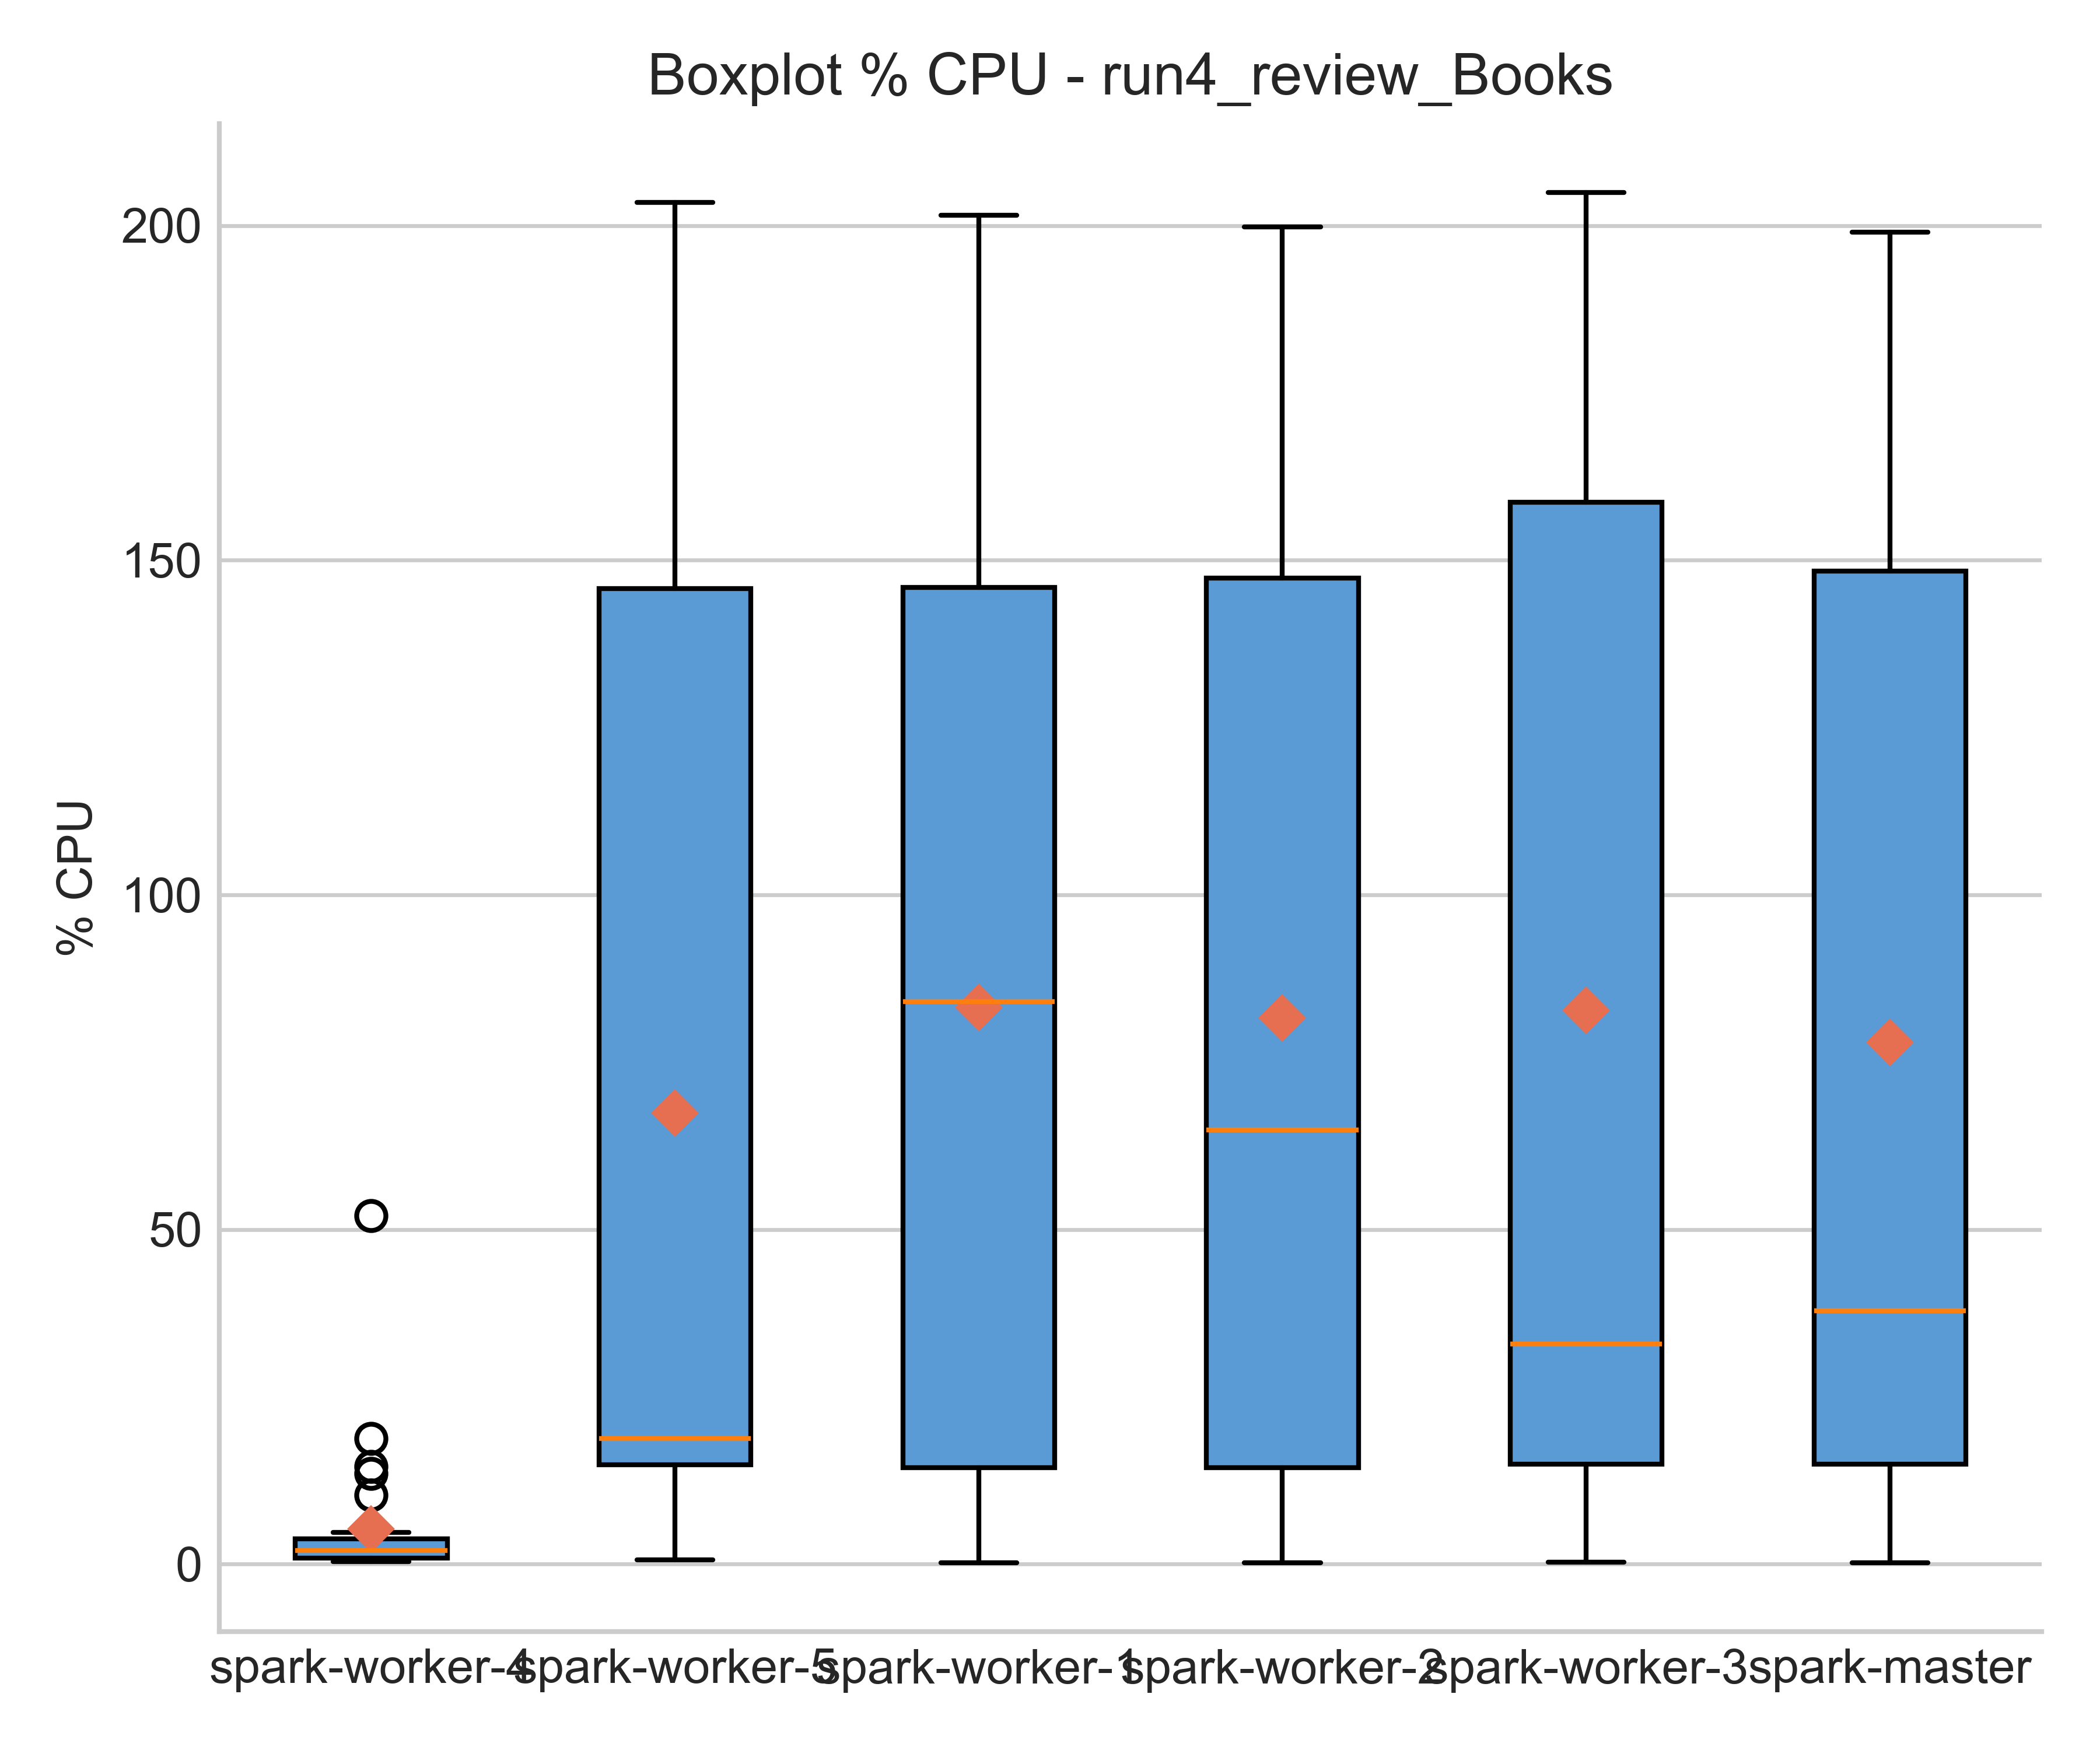 Boxplot % CPU - run4_review_Books
% CPU
200
150
100
50
0
spark-worker-4 spark-worker-5 spark-worker-1 spark-worker-2 spark-worker-3 spark-master